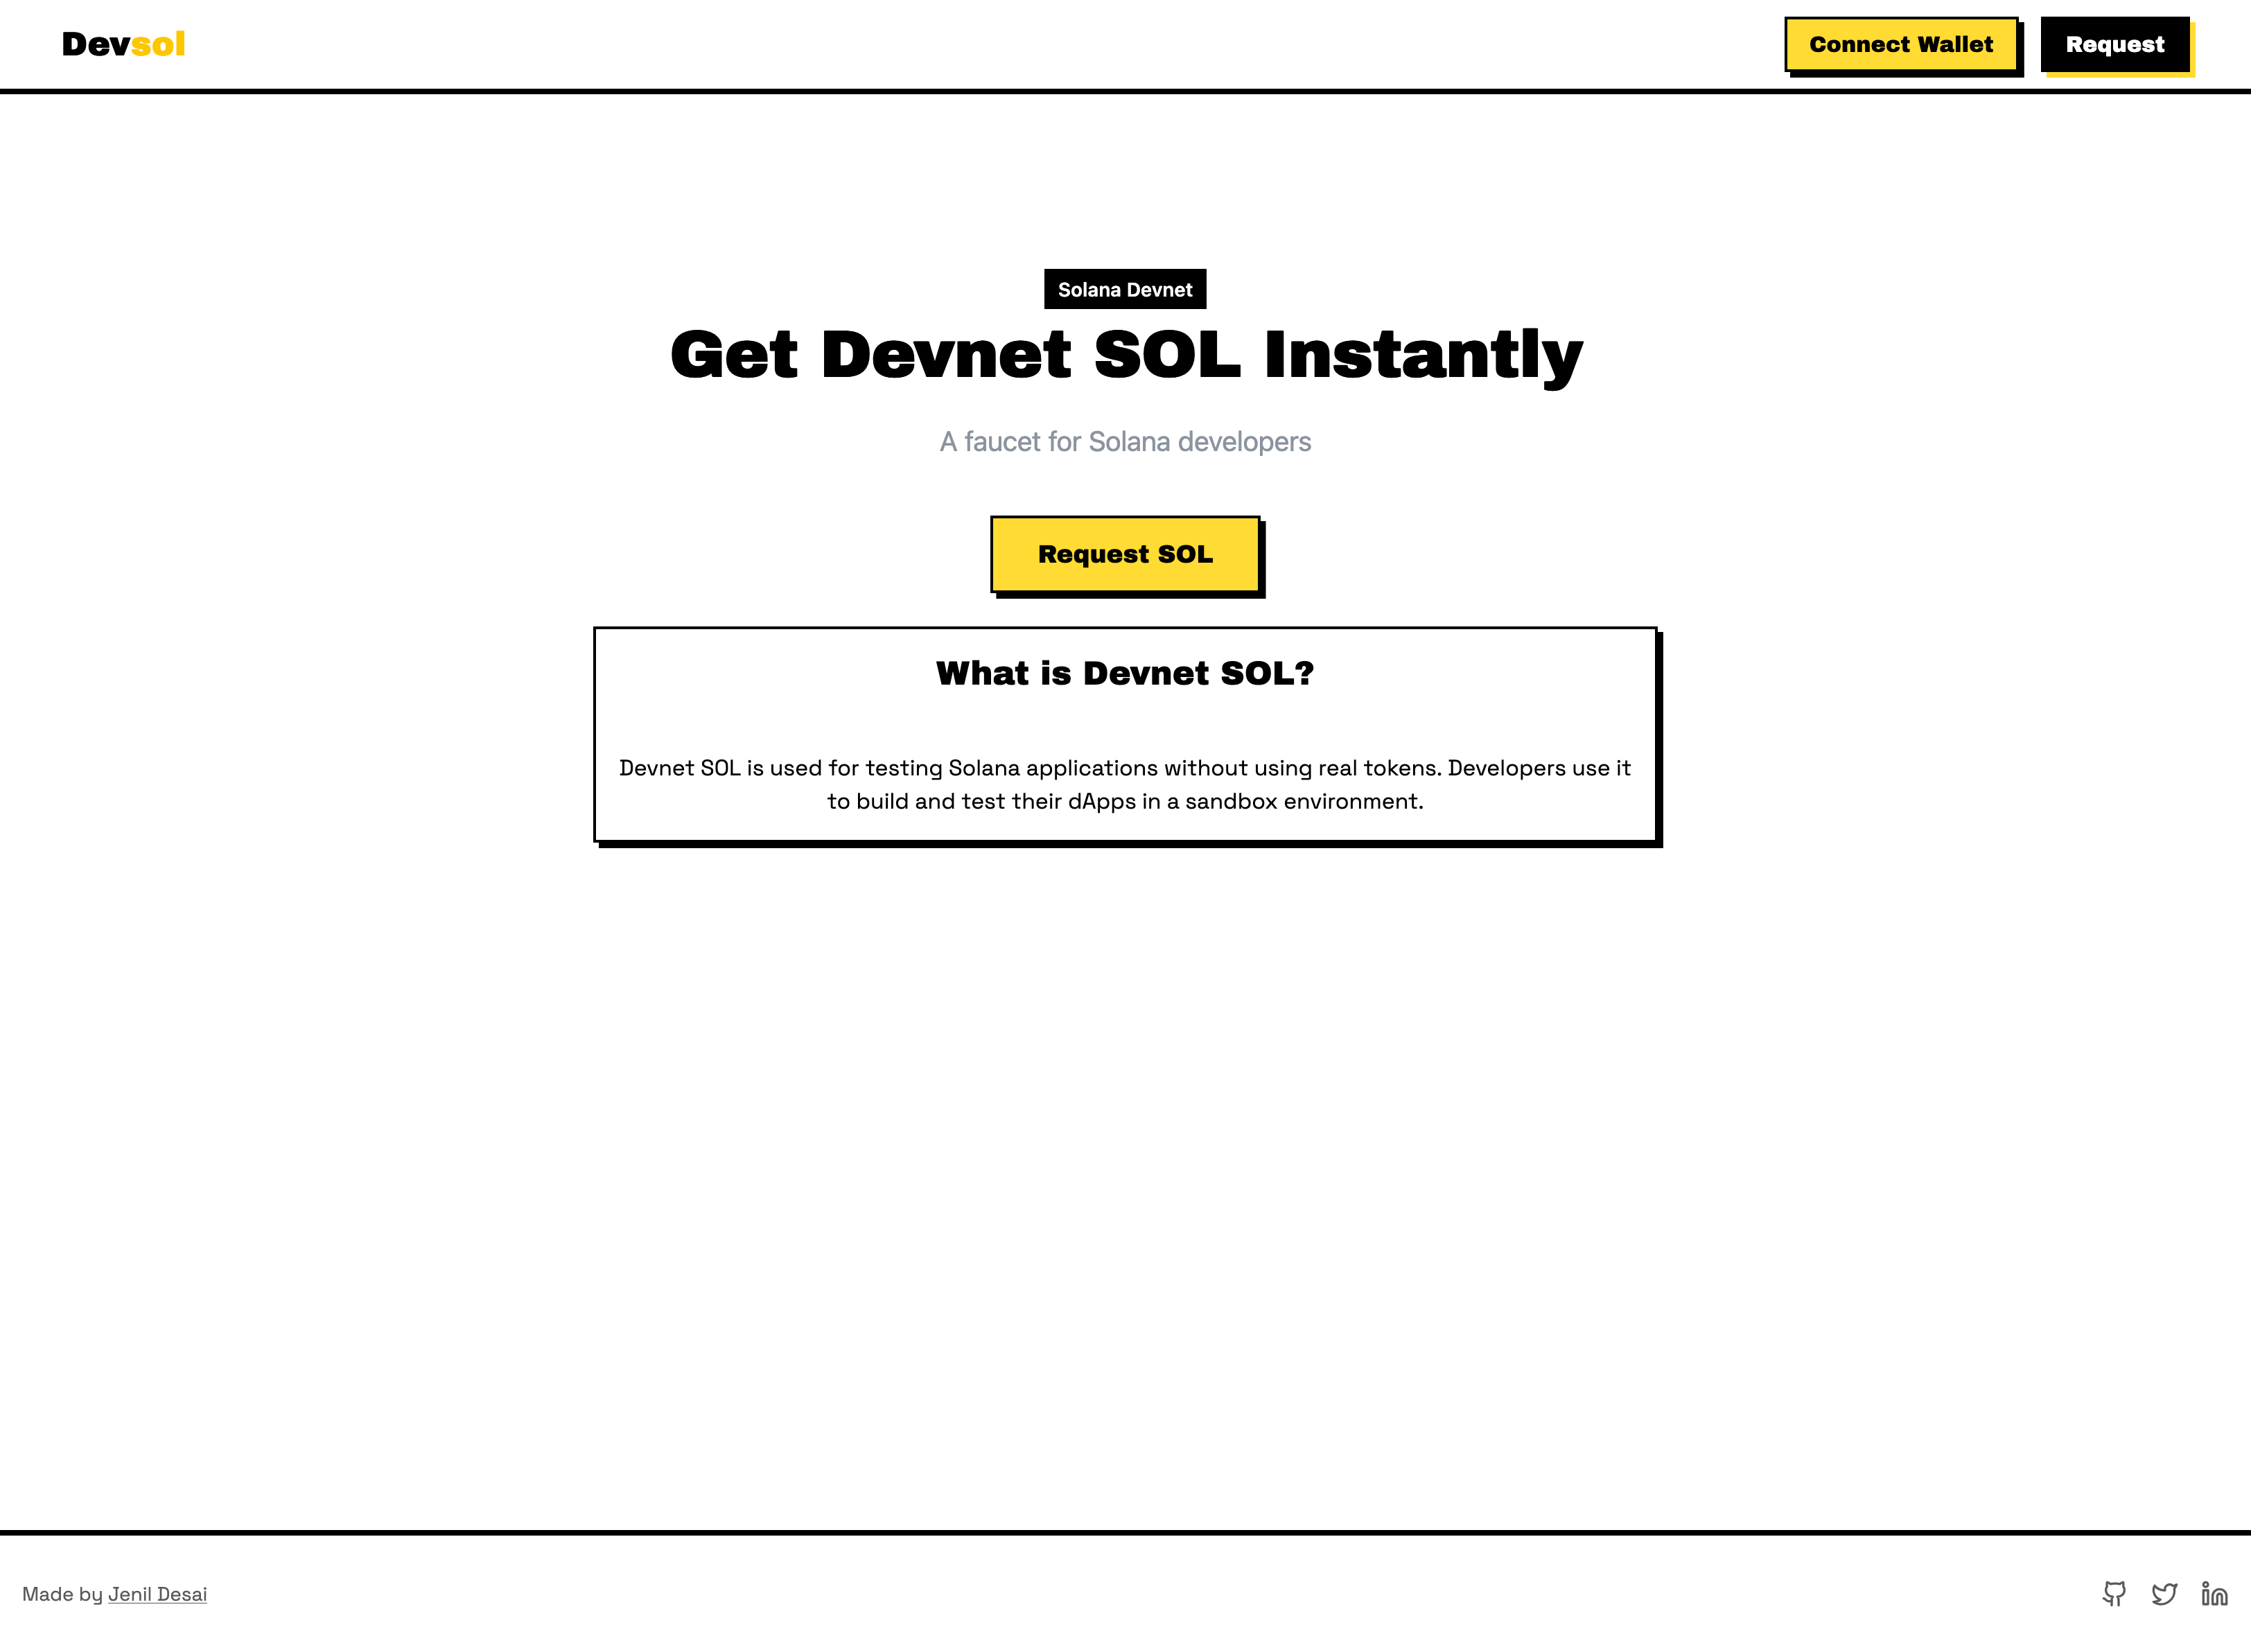 Devsol
Connect Wallet
Request
Solana Devnet
Get Devnet SOL Instantly
A faucet for Solana developers
Request SOL
What is Devnet SOL?
Devnet SOL is used for testing Solana applications without using real tokens. Developers use it
to build and test their dApps in a sandbox environment.
Made by Jenil Desai